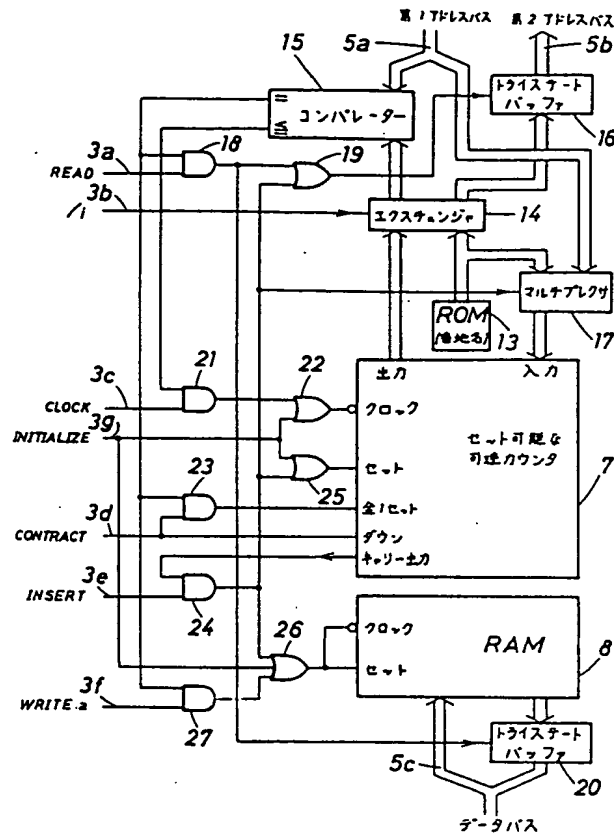 第1アドレスバス
第2アドレスバス
5a
5b
15
トライステート
バッファ
16
=
≦
コンパレーター
18
19
3a
READ
3b
i
エクスチェンジャ
14
マルチプレクサ
17
ROM
(番地名)
13
出力
入力
3c
CLOCK
21
22
クロック
セット可能な
可逆カウンタ
7
3g
INITIALIZE
セット
25
23
全1セット
3d
CONTRACT
ダウン
キャリー出力
3e
INSERT
24
26
クロック
RAM
8
セット
3f
WRITE.a
27
トライステート
バッファ
20
5c
データバス